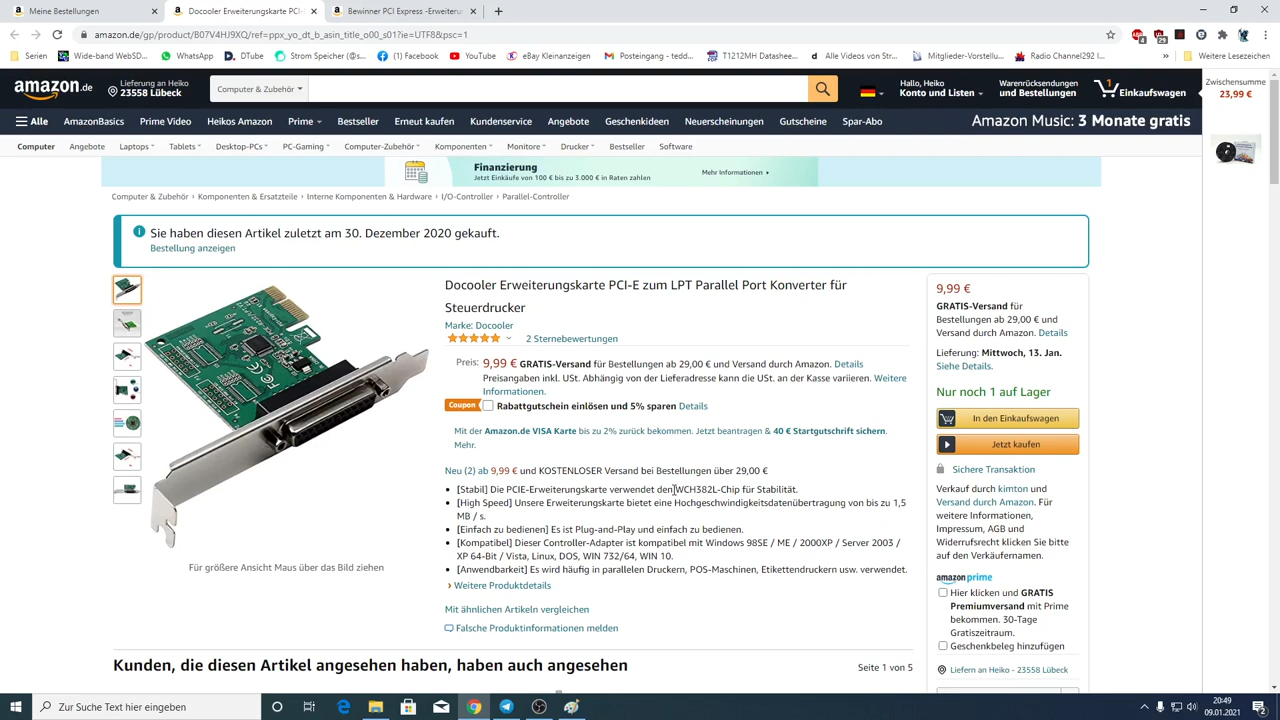 Meine Bestellungen
Docooler Erweiterungskarte PCI-
Bewerten PCI Express -Erweiteru
amazon.de/gp/product/B07V4HJ9XQ/ref=ppx_yo_dt_b_asin_title_o00_s01?ie=UTF8&psc=1
Serien
Wide-band WebSD...
WhatsApp
DTube
Strom Speicher (@s...
(1) Facebook
YouTube
eBay Kleinanzeigen
Posteingang - tedd...
T1212MH Datashee...
Alle Videos von Str...
Mitglieder-Vorstellu...
Radio Channel292 I...
»
Weitere Lesezeichen
amazon.de
Lieferung an Heiko
23558 Lübeck
Computer & Zubehör
Hallo, Heiko
Konto und Listen
Warenrücksendungen
und Bestellungen
1
Einkaufswagen
Zwischensumme
23,99 €
Alle
AmazonBasics
Prime Video
Heikos Amazon
Prime
Bestseller
Erneut kaufen
Kundenservice
Angebote
Geschenkideen
Neuerscheinungen
Gutscheine
Spar-Abo
Amazon Music: 3 Monate gratis
Computer
Angebote
Laptops
Tablets
Desktop-PCs
PC-Gaming
Computer-Zubehör
Komponenten
Monitore
Drucker
Bestseller
Software
Finanzierung
Jetzt Einkäufe von 100 € bis zu 3.000 € in Raten zahlen
Mehr Informationen ▸
Computer & Zubehör › Komponenten & Ersatzteile › Interne Komponenten & Hardware › I/O-Controller › Parallel-Controller
Sie haben diesen Artikel zuletzt am 30. Dezember 2020 gekauft.
Bestellung anzeigen
Docooler Erweiterungskarte PCI-E zum LPT Parallel Port Konverter für
Steuerdrucker
Marke: Docooler
2 Sternebewertungen
Preis: 9,99 € GRATIS-Versand für Bestellungen ab 29,00 € und Versand durch Amazon. Details
Preisangaben inkl. USt. Abhängig von der Lieferadresse kann die USt. an der Kasse variieren. Weitere
Informationen.
Coupon Rabattgutschein einlösen und 5% sparen Details
Mit der Amazon.de VISA Karte bis zu 2% zurück bekommen. Jetzt beantragen & 40 € Startgutschrift sichern.
Mehr.
Neu (2) ab 9,99 € und KOSTENLOSER Versand bei Bestellungen über 29,00 €
• [Stabil] Die PCIE-Erweiterungskarte verwendet den WCH382L-Chip für Stabilität.
• [High Speed] Unsere Erweiterungskarte bietet eine Hochgeschwindigkeitsdatenübertragung von bis zu 1,5
MB / s.
• [Einfach zu bedienen] Es ist Plug-and-Play und einfach zu bedienen.
• [Kompatibel] Dieser Controller-Adapter ist kompatibel mit Windows 98SE / ME / 2000XP / Server 2003 /
XP 64-Bit / Vista, Linux, DOS, WIN 732/64, WIN 10.
• [Anwendbarkeit] Es wird häufig in parallelen Druckern, POS-Maschinen, Etikettendruckern usw. verwendet.
› Weitere Produktdetails
Mit ähnlichen Artikeln vergleichen
Falsche Produktinformationen melden
Für größere Ansicht Maus über das Bild ziehen
9,99 €
GRATIS-Versand für
Bestellungen ab 29,00 € und
Versand durch Amazon. Details
Lieferung: Mittwoch, 13. Jan.
Siehe Details.
Nur noch 1 auf Lager
In den Einkaufswagen
Jetzt kaufen
Sichere Transaktion
Verkauf durch kimton und
Versand durch Amazon. Für
weitere Informationen,
Impressum, AGB und
Widerrufsrecht klicken Sie bitte
auf den Verkäufernamen.
amazon prime
Hier klicken und GRATIS
Premiumversand mit Prime
bekommen. 30-Tage
Gratiszeitraum.
Geschenkbeleg hinzufügen
Liefern an Heiko - 23558 Lübeck
Kunden, die diesen Artikel angesehen haben, haben auch angesehen
Seite 1 von 5
Zur Suche Text hier eingeben
20:49
09.01.2021